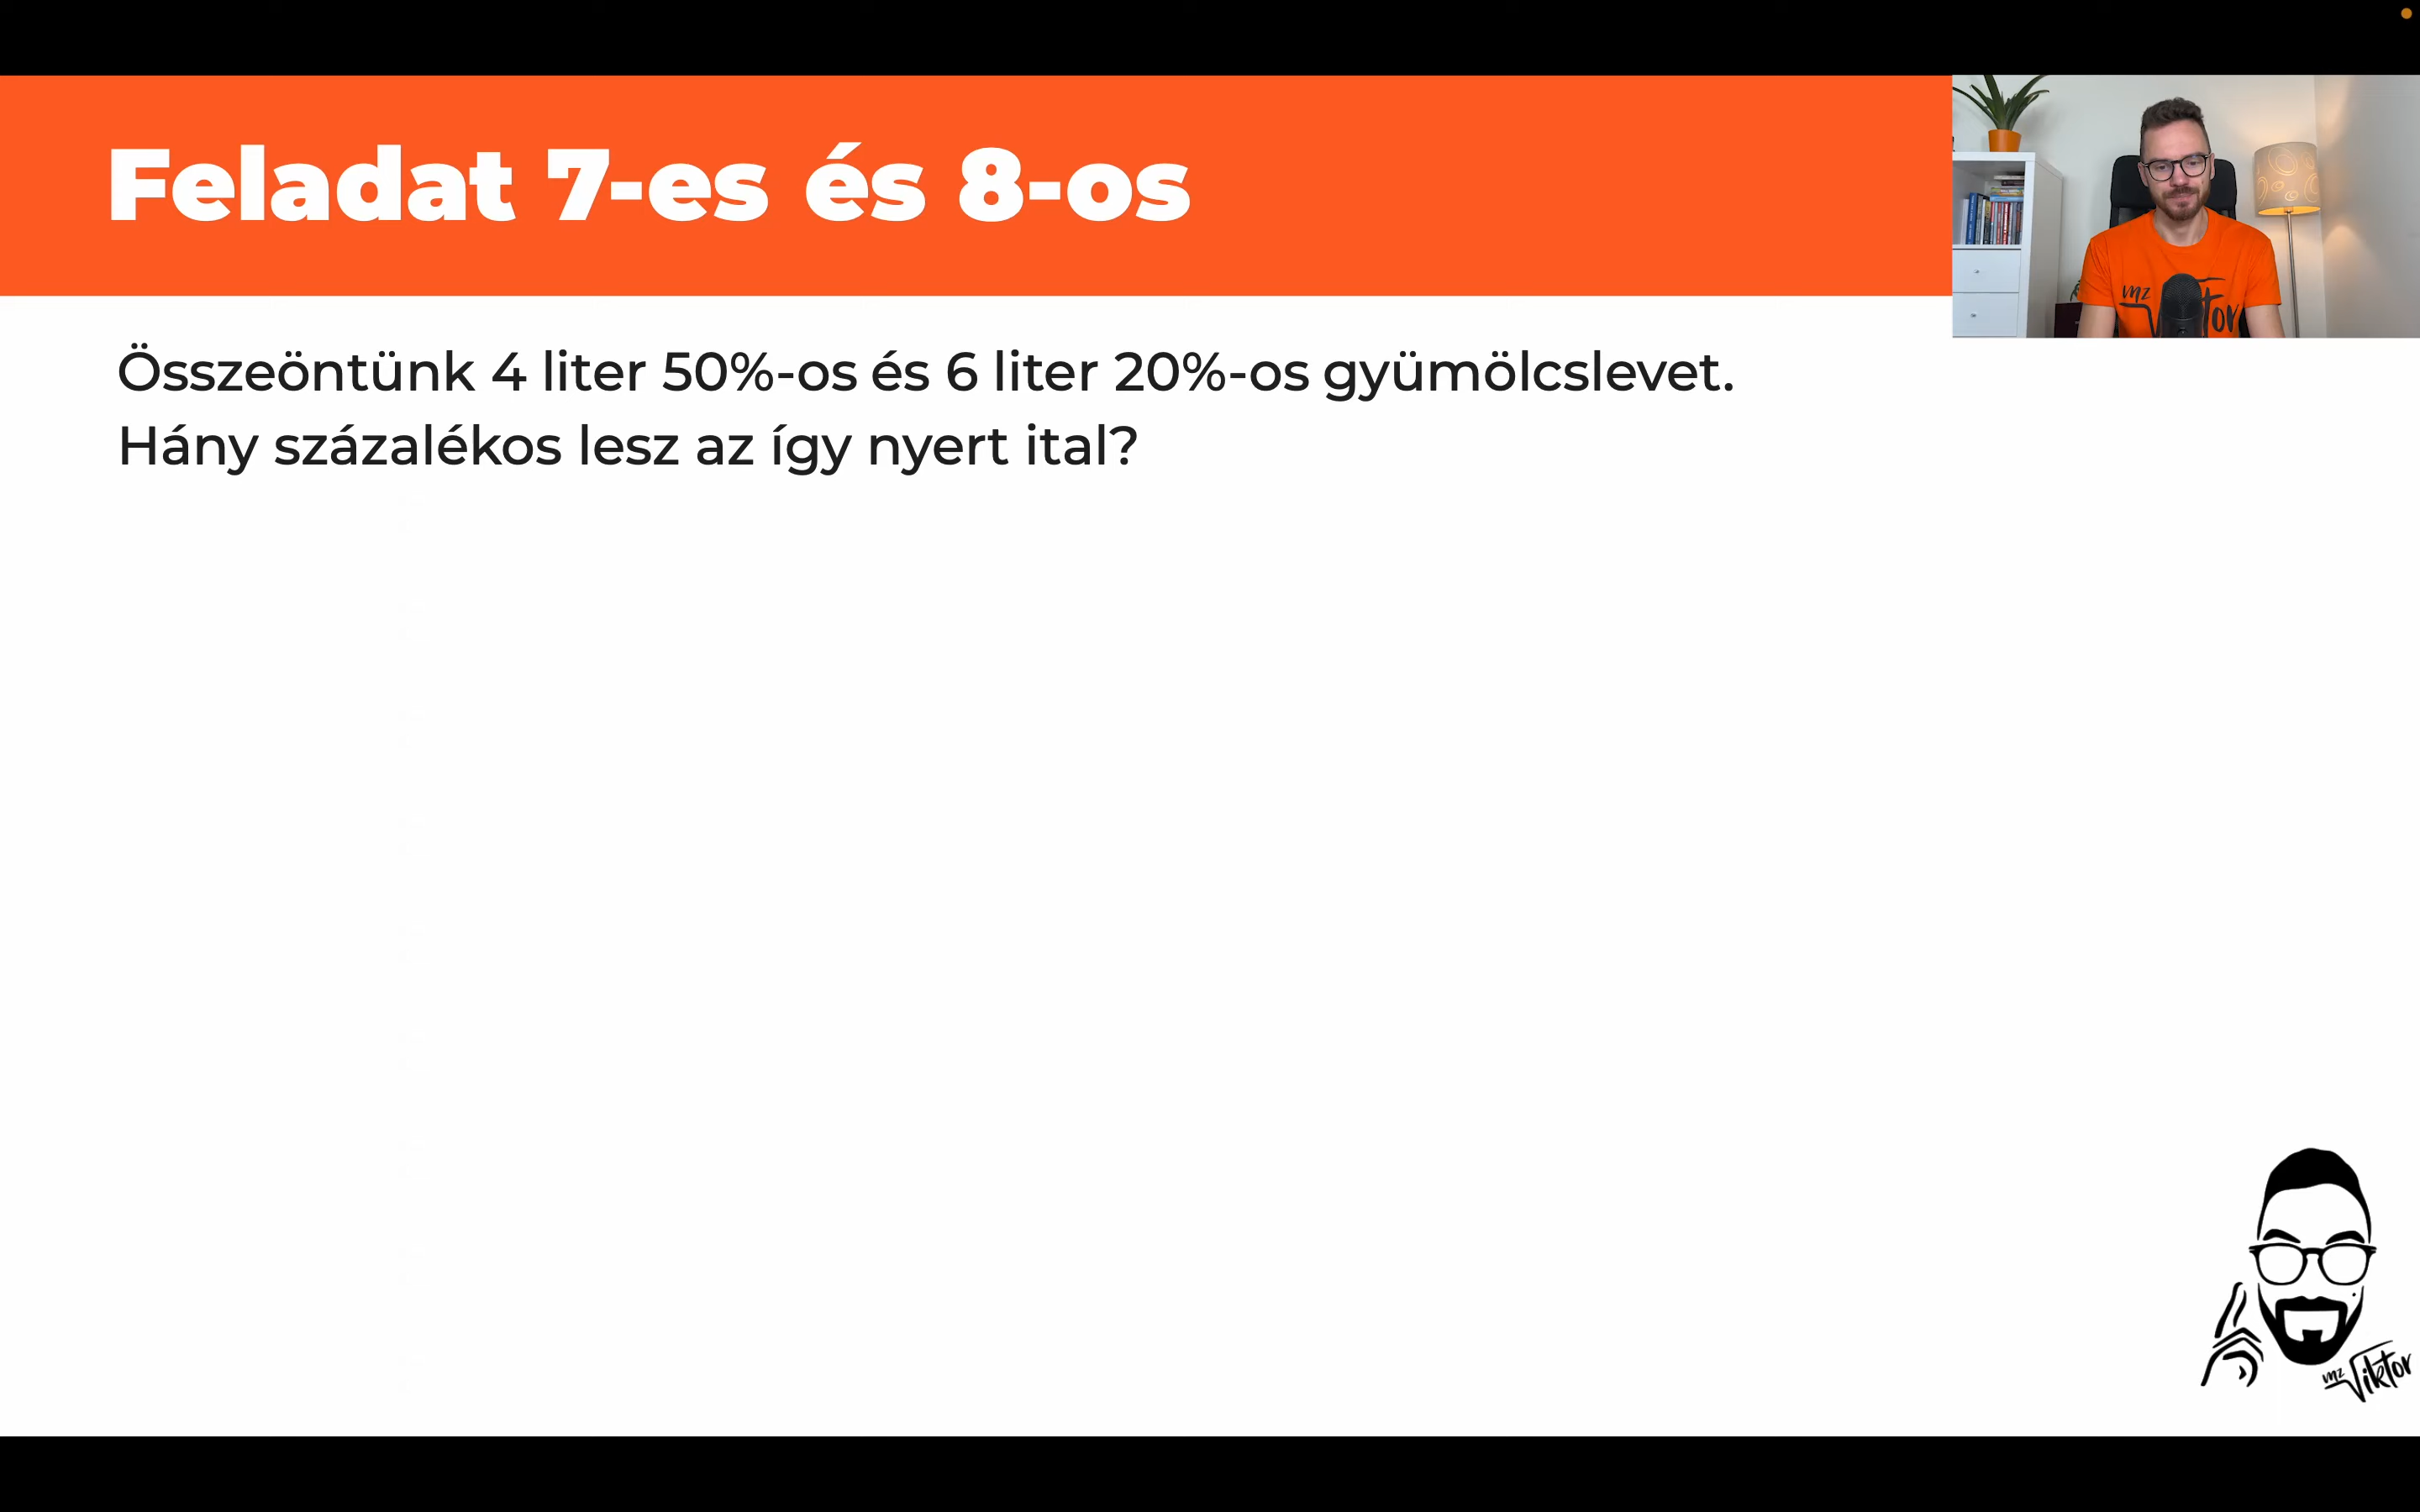 Feladat 7-es és 8-os
Összeöntünk 4 liter 50%-os és 6 liter 20%-os gyümölcslevet.
Hány százalékos lesz az így nyert ital?
mz
Viktor